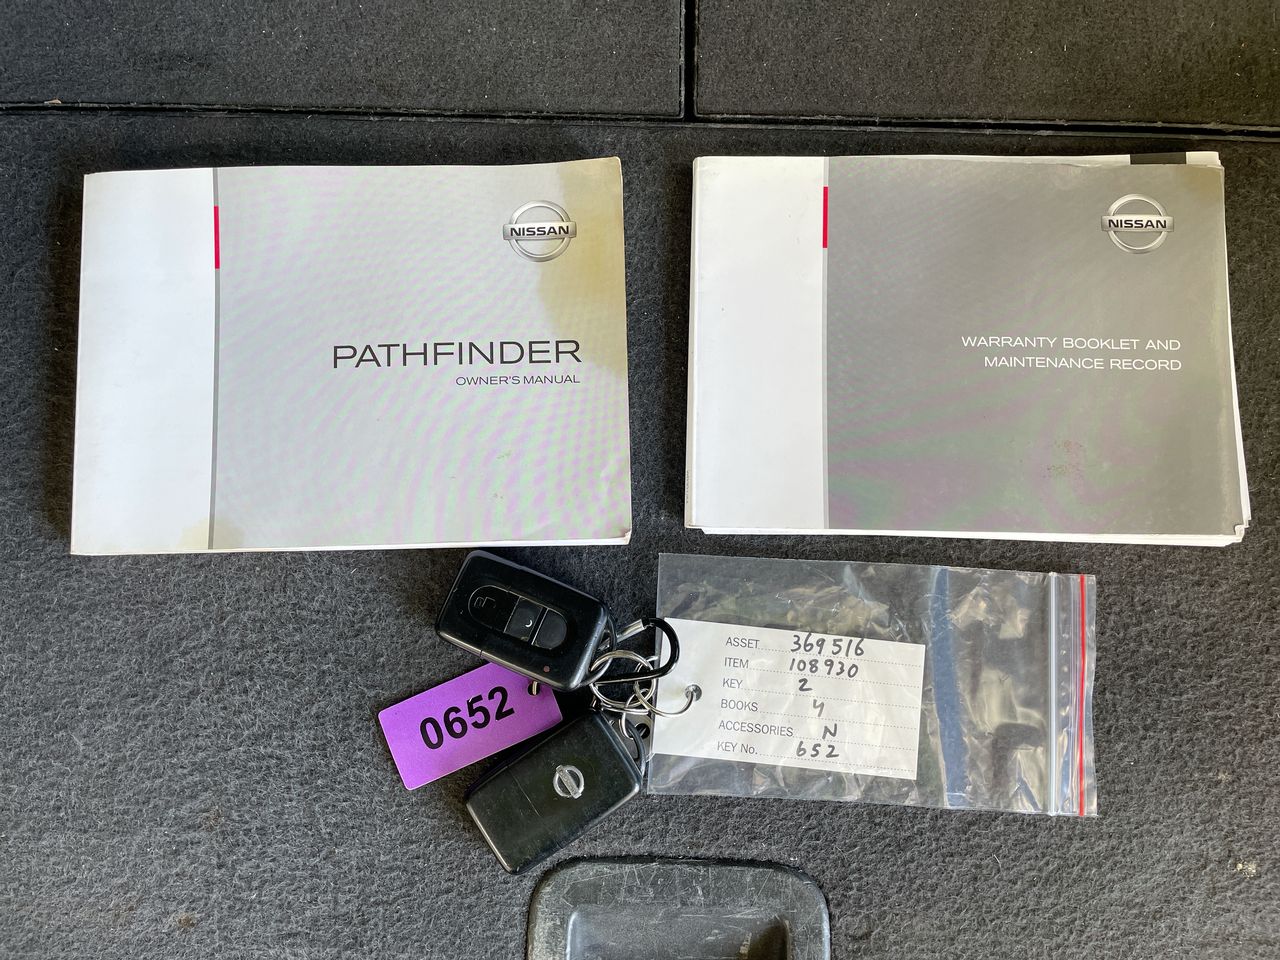 NISSAN
PATHFINDER
OWNER'S MANUAL
NISSAN
WARRANTY BOOKLET AND
MAINTENANCE RECORD
0652
ASSET 369516
ITEM 108930
KEY 2
BOOKS 4
ACCESSORIES N
KEY No. 652